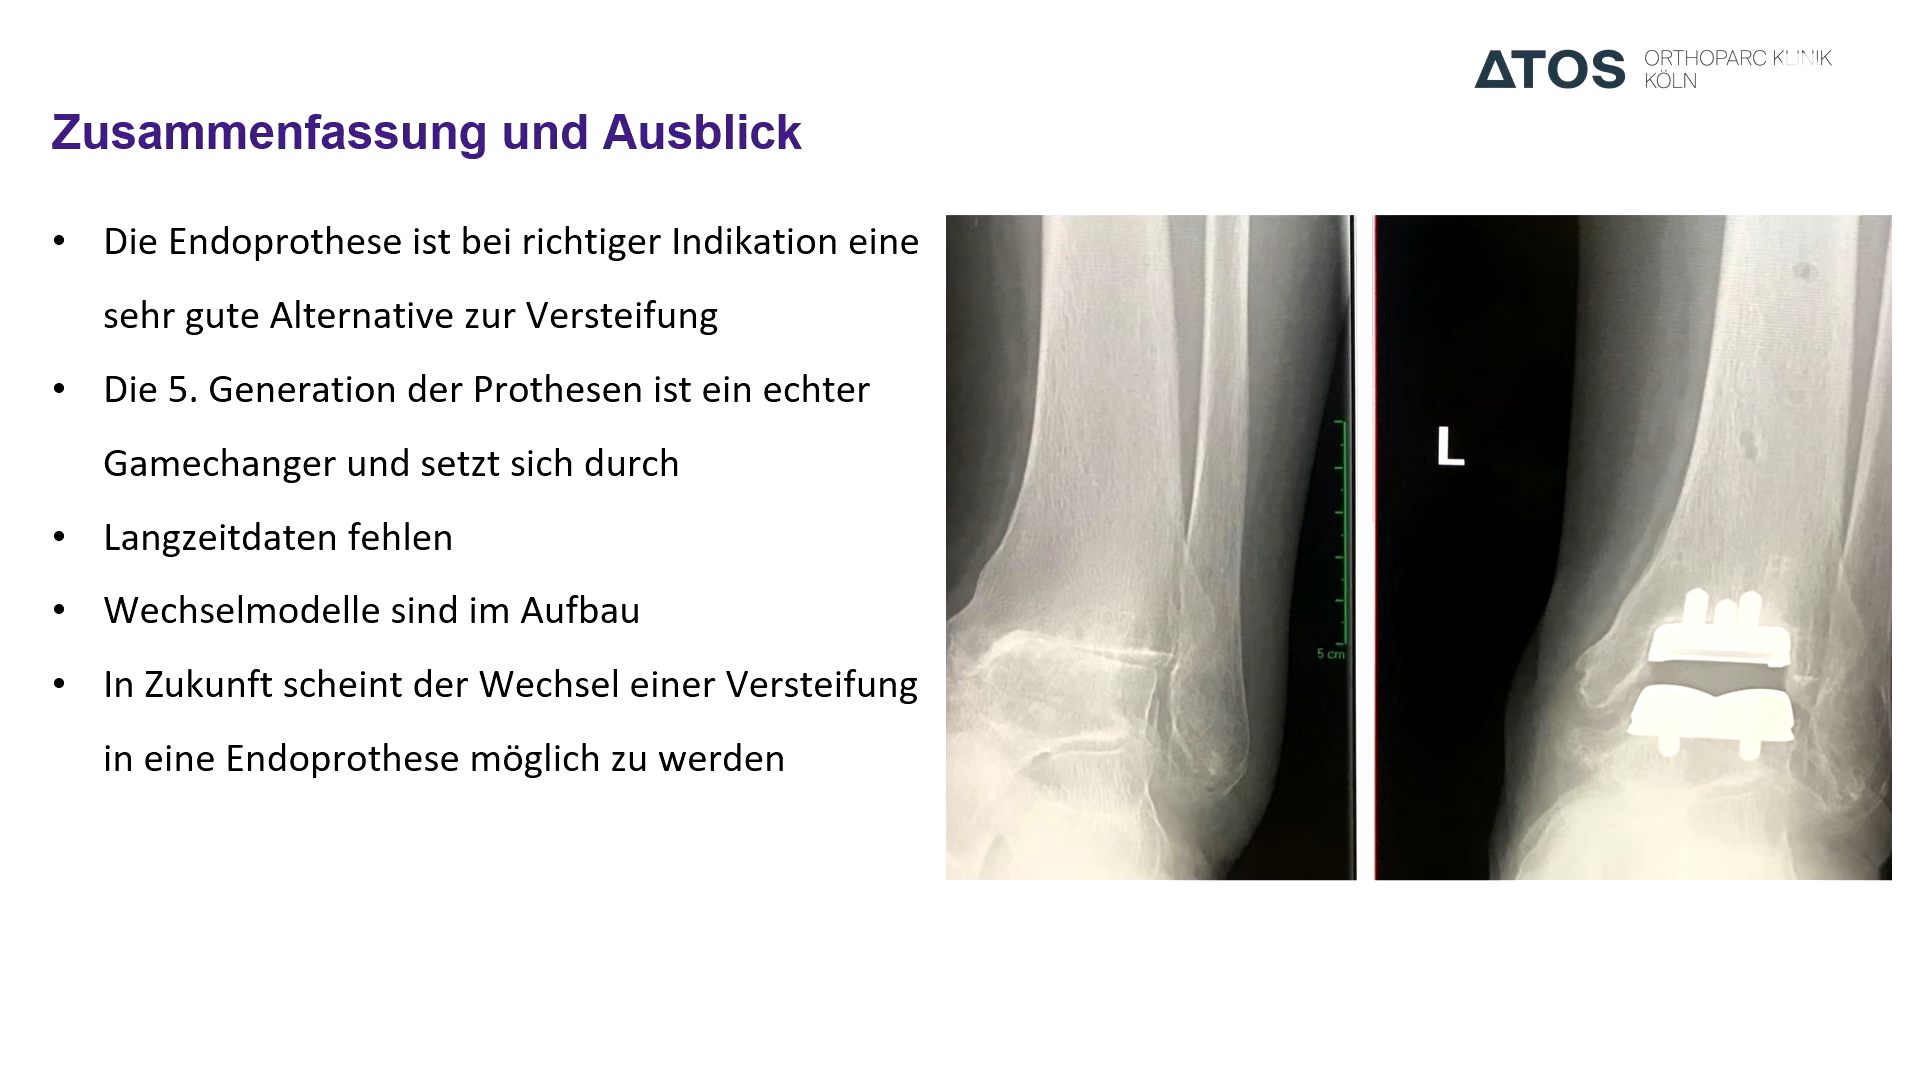 ATOS ORTHOPARC KLINIK
KÖLN
Zusammenfassung und Ausblick
• Die Endoprothese ist bei richtiger Indikation eine
sehr gute Alternative zur Versteifung
• Die 5. Generation der Prothesen ist ein echter
Gamechanger und setzt sich durch
• Langzeitdaten fehlen
• Wechselmodelle sind im Aufbau
• In Zukunft scheint der Wechsel einer Versteifung
in eine Endoprothese möglich zu werden
5 cm
L